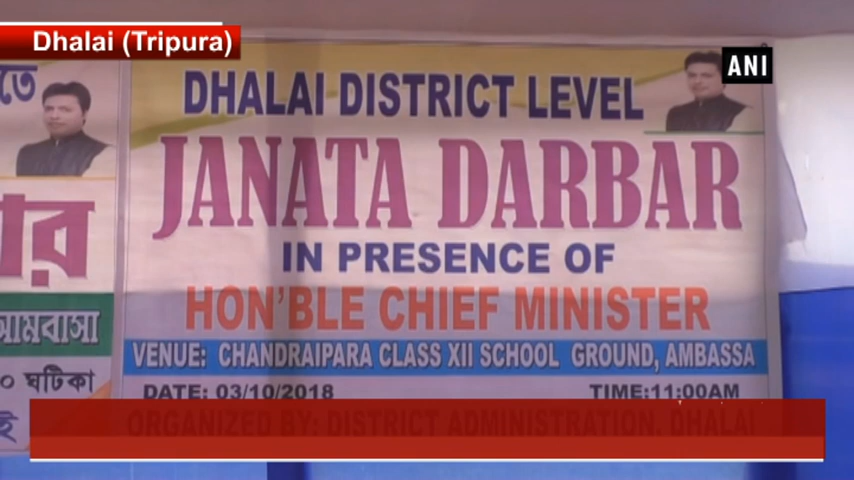 Dhalai (Tripura)
ANI
তে
DHALAI DISTRICT LEVEL
JANATA DARBAR
IN PRESENCE OF
HON'BLE CHIEF MINISTER
VENUE: CHANDRAIPARA CLASS XII SCHOOL GROUND, AMBASSA
DATE: 03/10/2018 TIME:11:00AM
ORGANIZED BY: DISTRICT ADMINISTRATION, DHALAI
ার
আমবাসা
০ ঘটিকা
ই